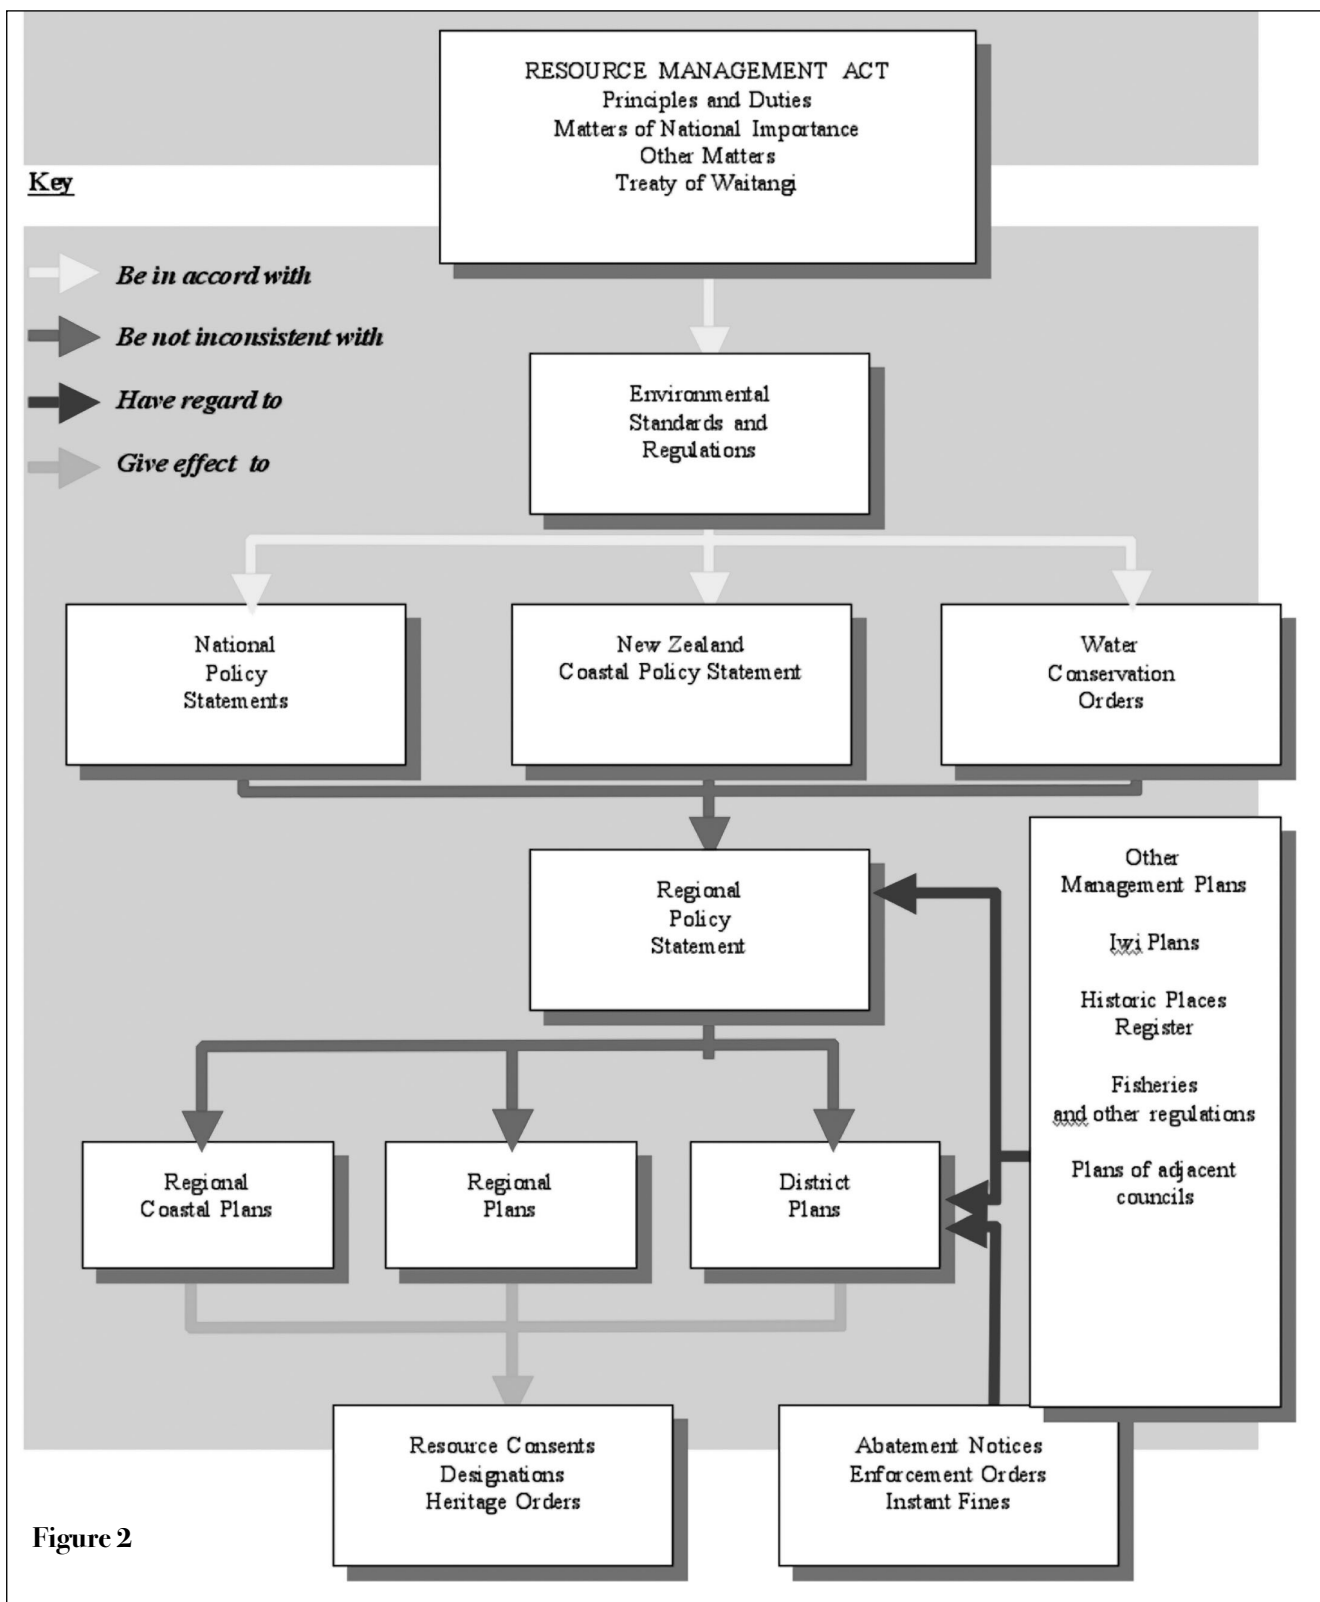 RESOURCE MANAGEMENT ACT
Principles and Duties
Matters of National Importance
Other Matters
Treaty of Waitangi
Key
Be in accord with
Be not inconsistent with
Have regard to
Give effect to
Environmental
Standards and
Regulations
National
Policy
Statements
New Zealand
Coastal Policy Statement
Water
Conservation
Orders
Regional
Policy
Statement
Other
Management Plans
Iwi Plans
Historic Places
Register
Fisheries
and other regulations
Plans of adjacent
councils
Regional
Coastal Plans
Regional
Plans
District
Plans
Resource Consents
Designations
Heritage Orders
Abatement Notices
Enforcement Orders
Instant Fines
Figure 2